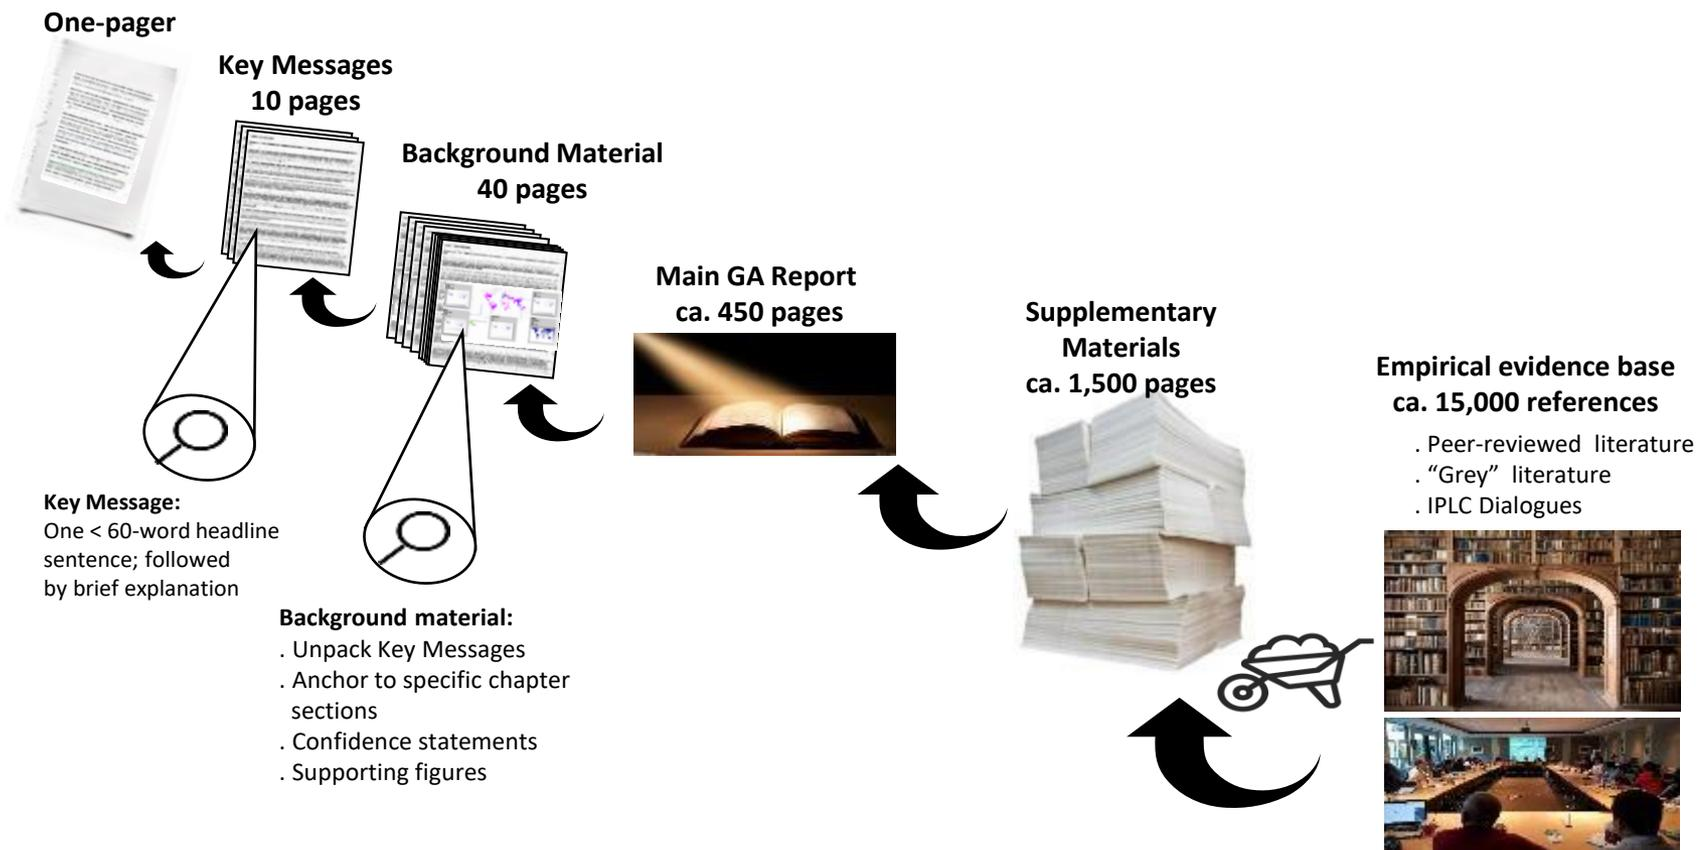 One-pager
Key Messages
10 pages
Background Material
40 pages
Main GA Report
ca. 450 pages
Supplementary
Materials
ca. 1,500 pages
Empirical evidence base
ca. 15,000 references
. Peer-reviewed  literature
. “Grey”  literature
. IPLC Dialogues
Key Message:
One < 60-word headline
sentence; followed
by brief explanation
Background material:
. Unpack Key Messages
. Anchor to specific chapter
sections
. Confidence statements
. Supporting figures